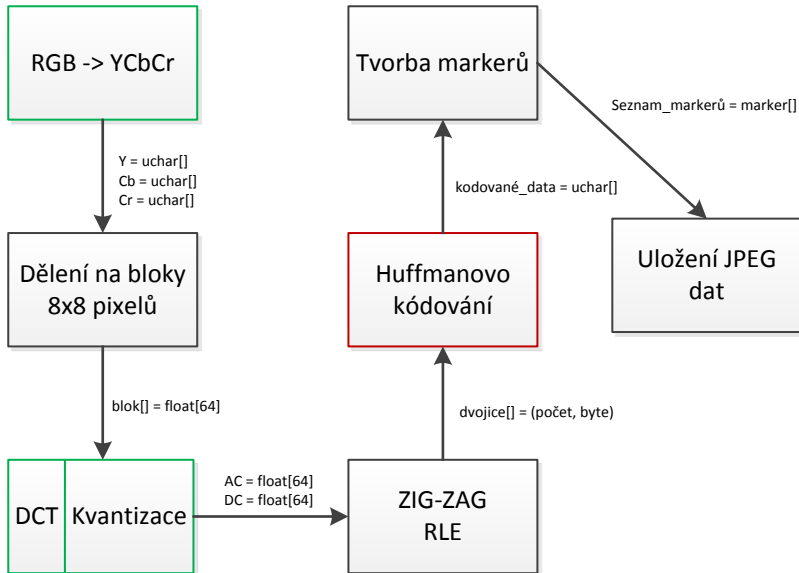 RGB -> YCbCr
Y = uchar[]
Cb = uchar[]
Cr = uchar[]
Dělení na bloky
8x8 pixelů
blok[] = float[64]
DCT
Kvantizace
AC = float[64]
DC = float[64]
ZIG-ZAG
RLE
dvojice[] = (počet, byte)
Huffmanovo
kódování
kodované_data = uchar[]
Tvorba markerů
Seznam_markerů = marker[]
Uložení JPEG
dat